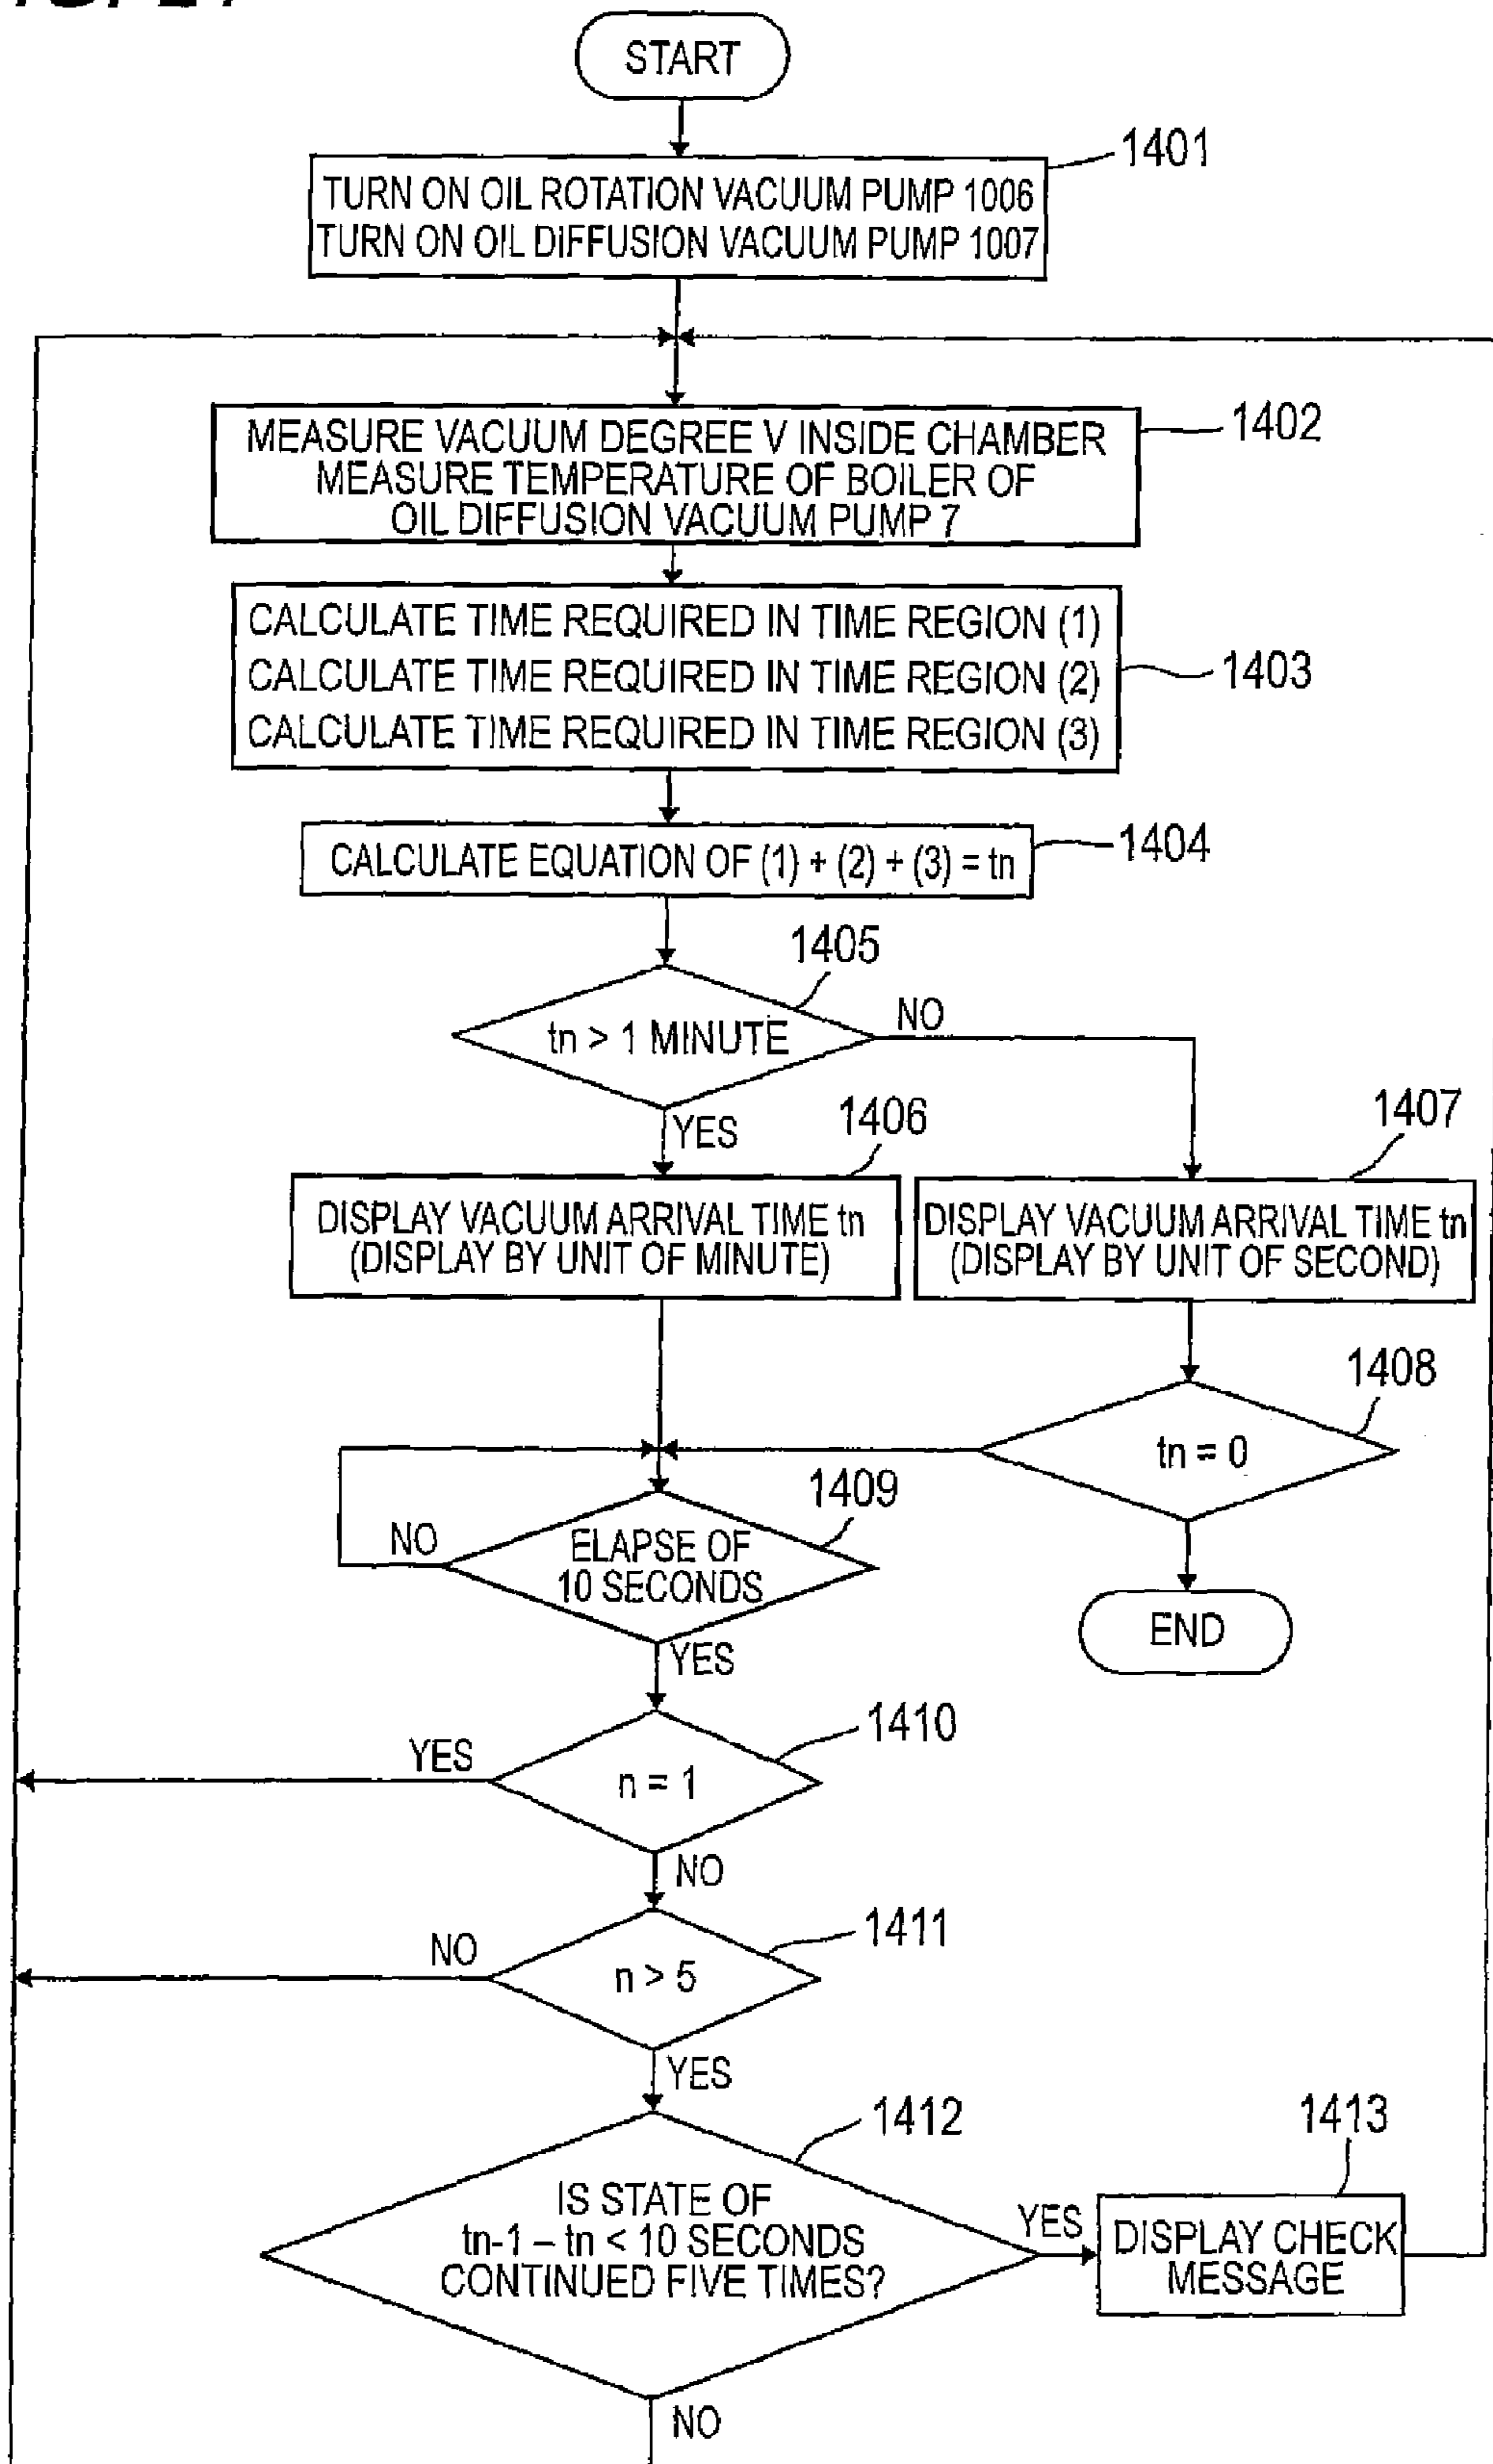 START
1401
TURN ON OIL ROTATION VACUUM PUMP 1006
TURN ON OIL DIFFUSION VACUUM PUMP 1007
1402
MEASURE VACUUM DEGREE V INSIDE CHAMBER
MEASURE TEMPERATURE OF BOILER OF
OIL DIFFUSION VACUUM PUMP 7
CALCULATE TIME REQUIRED IN TIME REGION (1)
CALCULATE TIME REQUIRED IN TIME REGION (2)
CALCULATE TIME REQUIRED IN TIME REGION (3)
1403
1404
CALCULATE EQUATION OF (1) + (2) + (3) = tn
1405
tn > 1 MINUTE
NO
YES
1406
1407
DISPLAY VACUUM ARRIVAL TIME tn
(DISPLAY BY UNIT OF MINUTE)
DISPLAY VACUUM ARRIVAL TIME tn
(DISPLAY BY UNIT OF SECOND)
1408
tn = 0
1409
NO
ELAPSE OF
10 SECONDS
END
YES
1410
YES
n = 1
NO
1411
NO
n > 5
YES
1412
1413
IS STATE OF
tn-1 – tn < 10 SECONDS
CONTINUED FIVE TIMES?
YES
DISPLAY CHECK
MESSAGE
NO